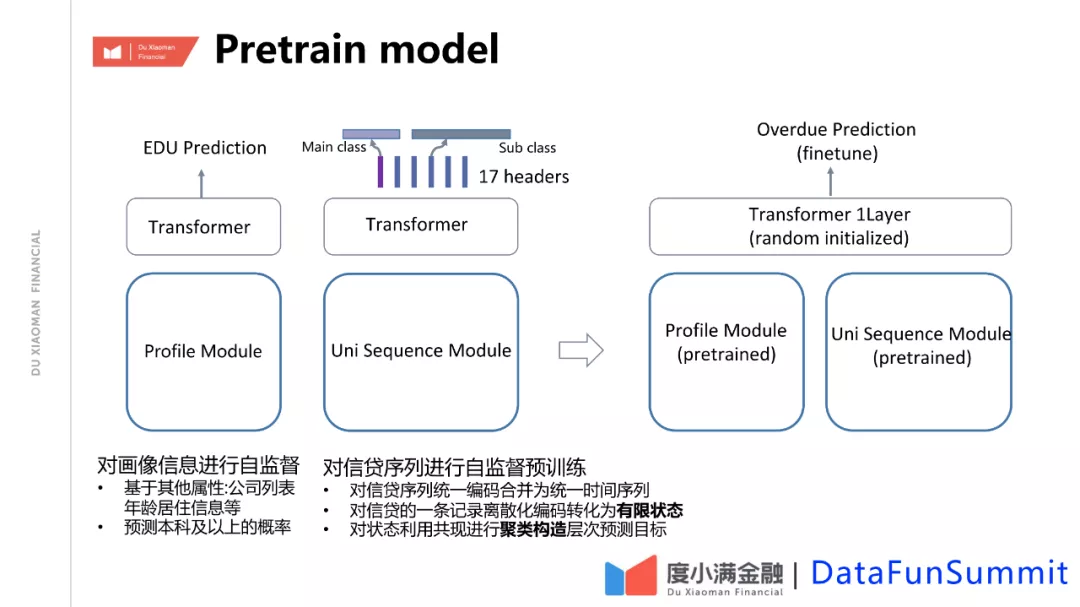 Du Xiaoman
Financial
Pretrain model
DU XIAOMAN FINANCIAL
EDU Prediction
Main class
Sub class
17 headers
Transformer
Transformer
Profile Module
Uni Sequence Module
Overdue Prediction
(finetune)
Transformer 1Layer
(random initialized)
Profile Module
(pretrained)
Uni Sequence Module
(pretrained)
对画像信息进行自监督
• 基于其他属性:公司列表
年龄居住信息等
• 预测本科及以上的概率
对信贷序列进行自监督预训练
• 对信贷序列统一编码合并为统一时间序列
• 对信贷的一条记录离散化编码转化为有限状态
• 对状态利用共现进行聚类构造层次预测目标
度小满金融 | DataFunSummit
Du Xiaoman Financial